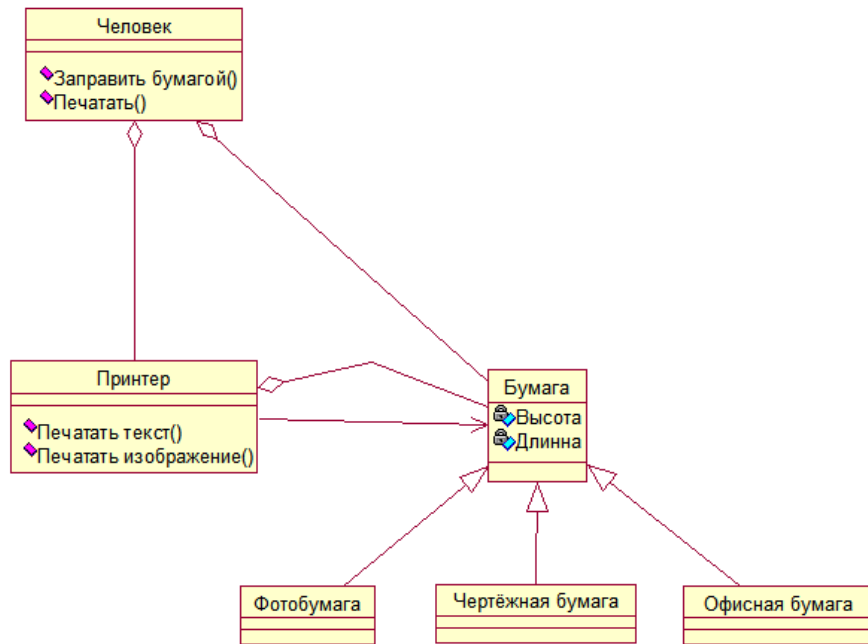 Человек
Заправить бумагой()
Печатать()
Принтер
Печатать текст()
Печатать изображение()
Бумага
Высота
Длинна
Фотобумага
Чертёжная бумага
Офисная бумага